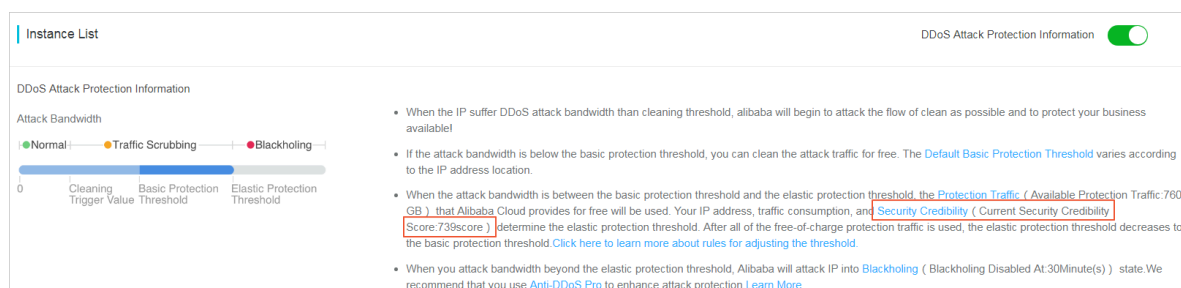 Instance List
DDoS Attack Protection Information
DDoS Attack Protection Information
Attack Bandwidth
Normal
Traffic Scrubbing
Blackholing
0
Cleaning
Trigger Value
Basic Protection
Threshold
Elastic Protection
Threshold
When the IP suffer DDoS attack bandwidth than cleaning threshold, alibaba will begin to attack the flow of clean as possible and to protect your business
available!
If the attack bandwidth is below the basic protection threshold, you can clean the attack traffic for free. The Default Basic Protection Threshold varies according
to the IP address location.
When the attack bandwidth is between the basic protection threshold and the elastic protection threshold, the Protection Traffic ( Available Protection Traffic:760
GB ) that Alibaba Cloud provides for free will be used. Your IP address, traffic consumption, and Security Credibility ( Current Security Credibility
Score:739score ) determine the elastic protection threshold. After all of the free-of-charge protection traffic is used, the elastic protection threshold decreases to
the basic protection threshold.Click here to learn more about rules for adjusting the threshold.
When you attack bandwidth beyond the elastic protection threshold, Alibaba will attack IP into Blackholing ( Blackholing Disabled At:30Minute(s) ) state.We
recommend that you use Anti-DDoS Pro to enhance attack protection Learn More